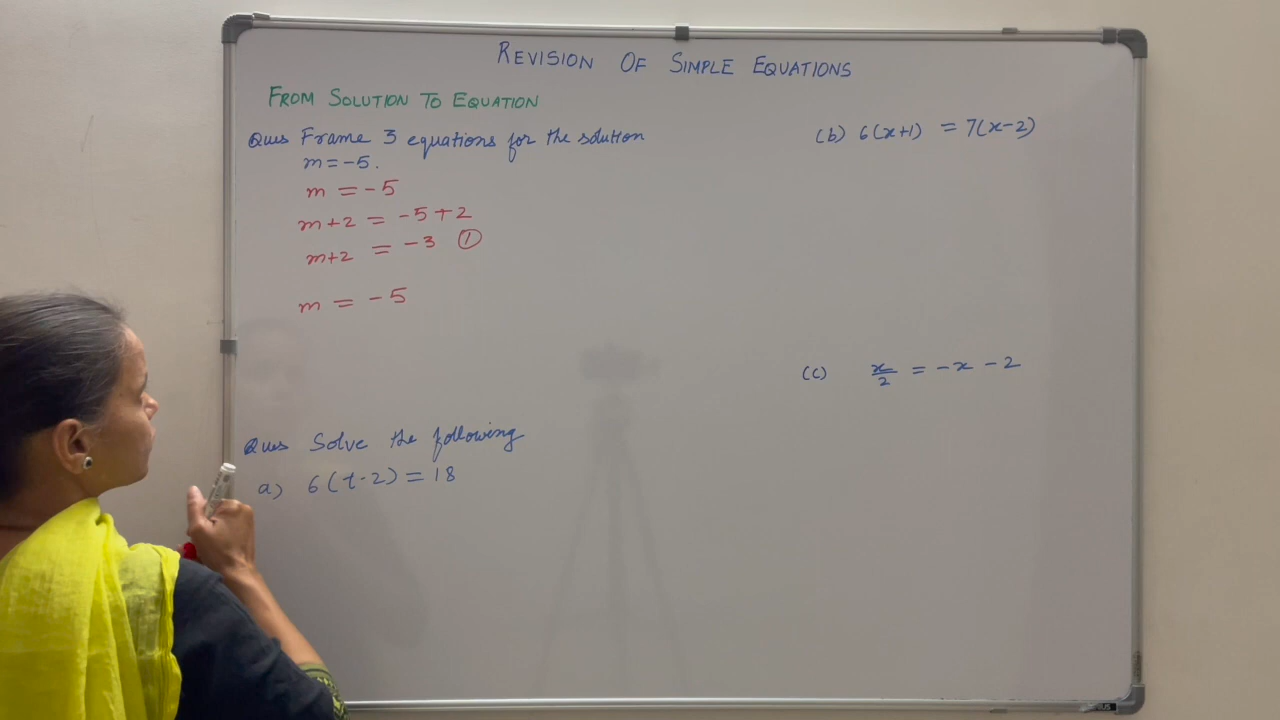 REVISION OF SIMPLE EQUATIONS
FROM SOLUTION TO EQUATION
Ques Frame 3 equations for the solution
m = -5.
m = -5
m+2 = -5+2
m+2 = -3 ①
m = -5
Ques Solve the following
a) 6(t-2) = 18
(b) 6(x+1) = 7(x-2)
(c) x/2 = -x - 2